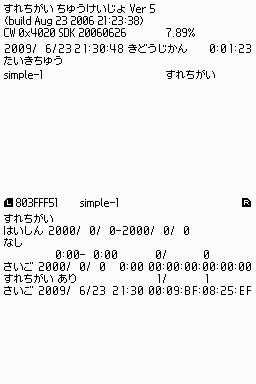 すれちがい ちゅうけいじょ Ver 5
(build Aug 23 2006 21:23:38)
CW 0x4020 SDK 20060626 7.89%
2009/ 6/23 21:30:48 きどうじかん 0:01:23
たいきちゅう
simple-1 すれちがい
L 803FFF51 simple-1 R
すれちがい
はいしん 2000/ 0/ 0-2000/ 0/ 0
なし
0:00- 0:00 0/ 0
さいご 2000/ 0/ 0 0:00 00:00:00:00:00:00
すれちがい あり 1/ 1
さいご 2009/ 6/23 21:30 00:09:BF:08:25:EF